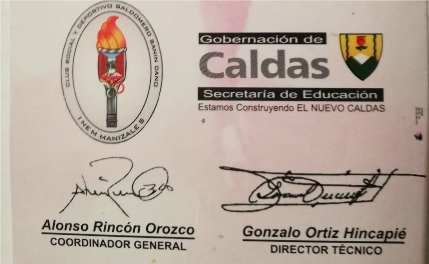 CLUB SOCIAL Y DEPORTIVO BALDOMERO SANIN CANO
INEM MANIZALES
Gobernación de
Caldas
Secretaría de Educación
Estamos Construyendo EL NUEVO CALDAS
Alonso Rincón Orozco
COORDINADOR GENERAL
Gonzalo Ortiz Hincapié
DIRECTOR TÉCNICO